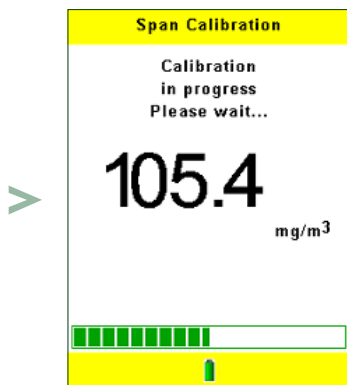 Span Calibration
Calibration
in progress
Please wait...
105.4
mg/m3